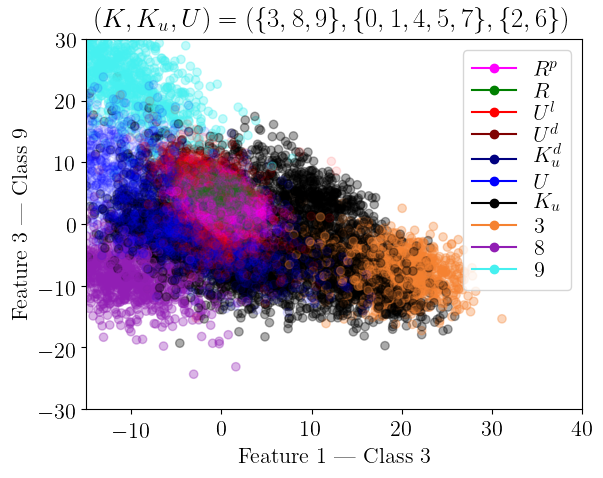 (K, K_u, U) = ({3, 8, 9}, {0, 1, 4, 5, 7}, {2, 6})
30
20
10
0
−10
−20
−30
Feature 3 — Class 9
R^p
R
U^l
U^d
K_u^d
U
K_u
3
8
9
−10
0
10
20
30
40
Feature 1 — Class 3